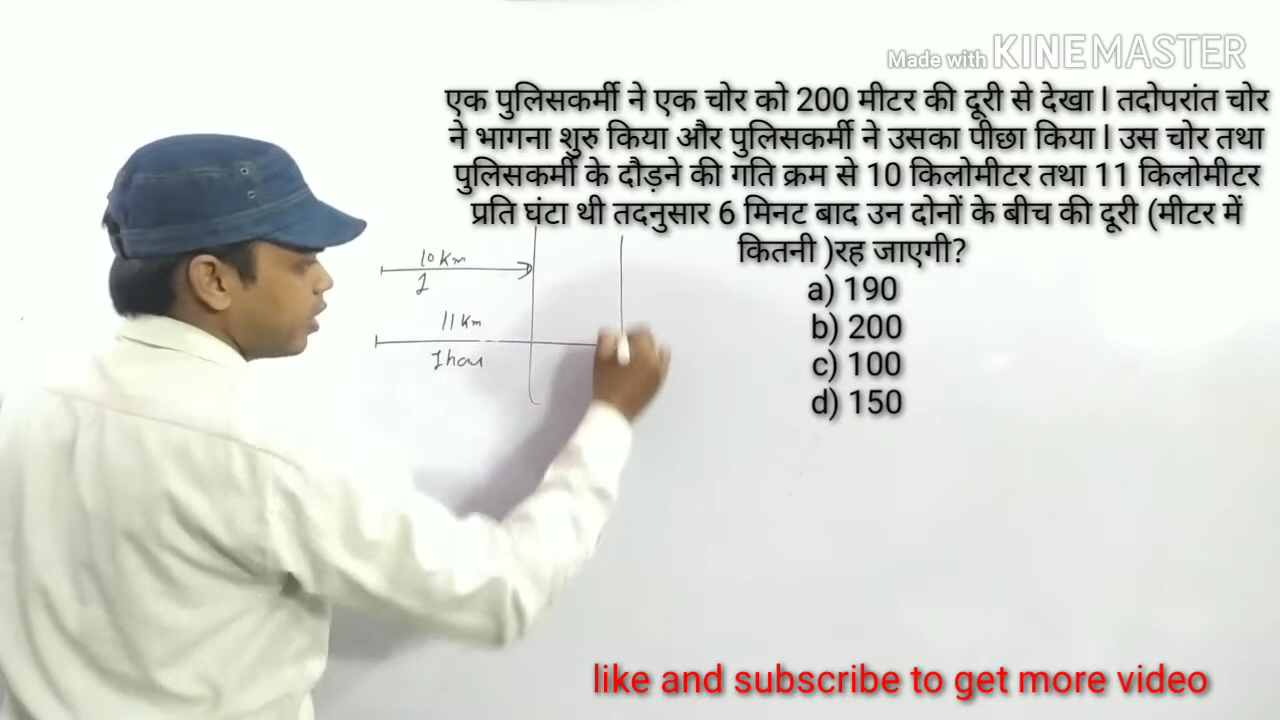 Made with KINEMASTER
एक पुलिसकर्मी ने एक चोर को 200 मीटर की दूरी से देखा l तदोपरांत चोर
ने भागना शुरु किया और पुलिसकर्मी ने उसका पीछा किया l उस चोर तथा
पुलिसकर्मी के दौड़ने की गति क्रम से 10 किलोमीटर तथा 11 किलोमीटर
प्रति घंटा थी तदनुसार 6 मिनट बाद उन दोनों के बीच की दूरी (मीटर में
कितनी )रह जाएगी?
10 Km
1
11 Km
1 hour
a) 190
b) 200
c) 100
d) 150
like and subscribe to get more video